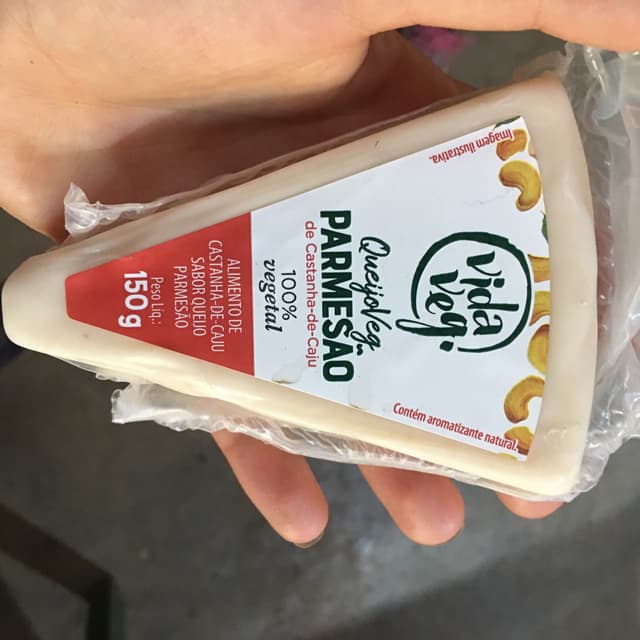 Imagem ilustrativa.
vida
veg.
QueijoVeg
PARMESÃO
de Castanha-de-Caju
100%
vegetal
Contém aromatizante natural.
ALIMENTO DE
CASTANHA-DE-CAJU
SABOR QUEIJO
PARMESÃO
Peso Líq.:
150g